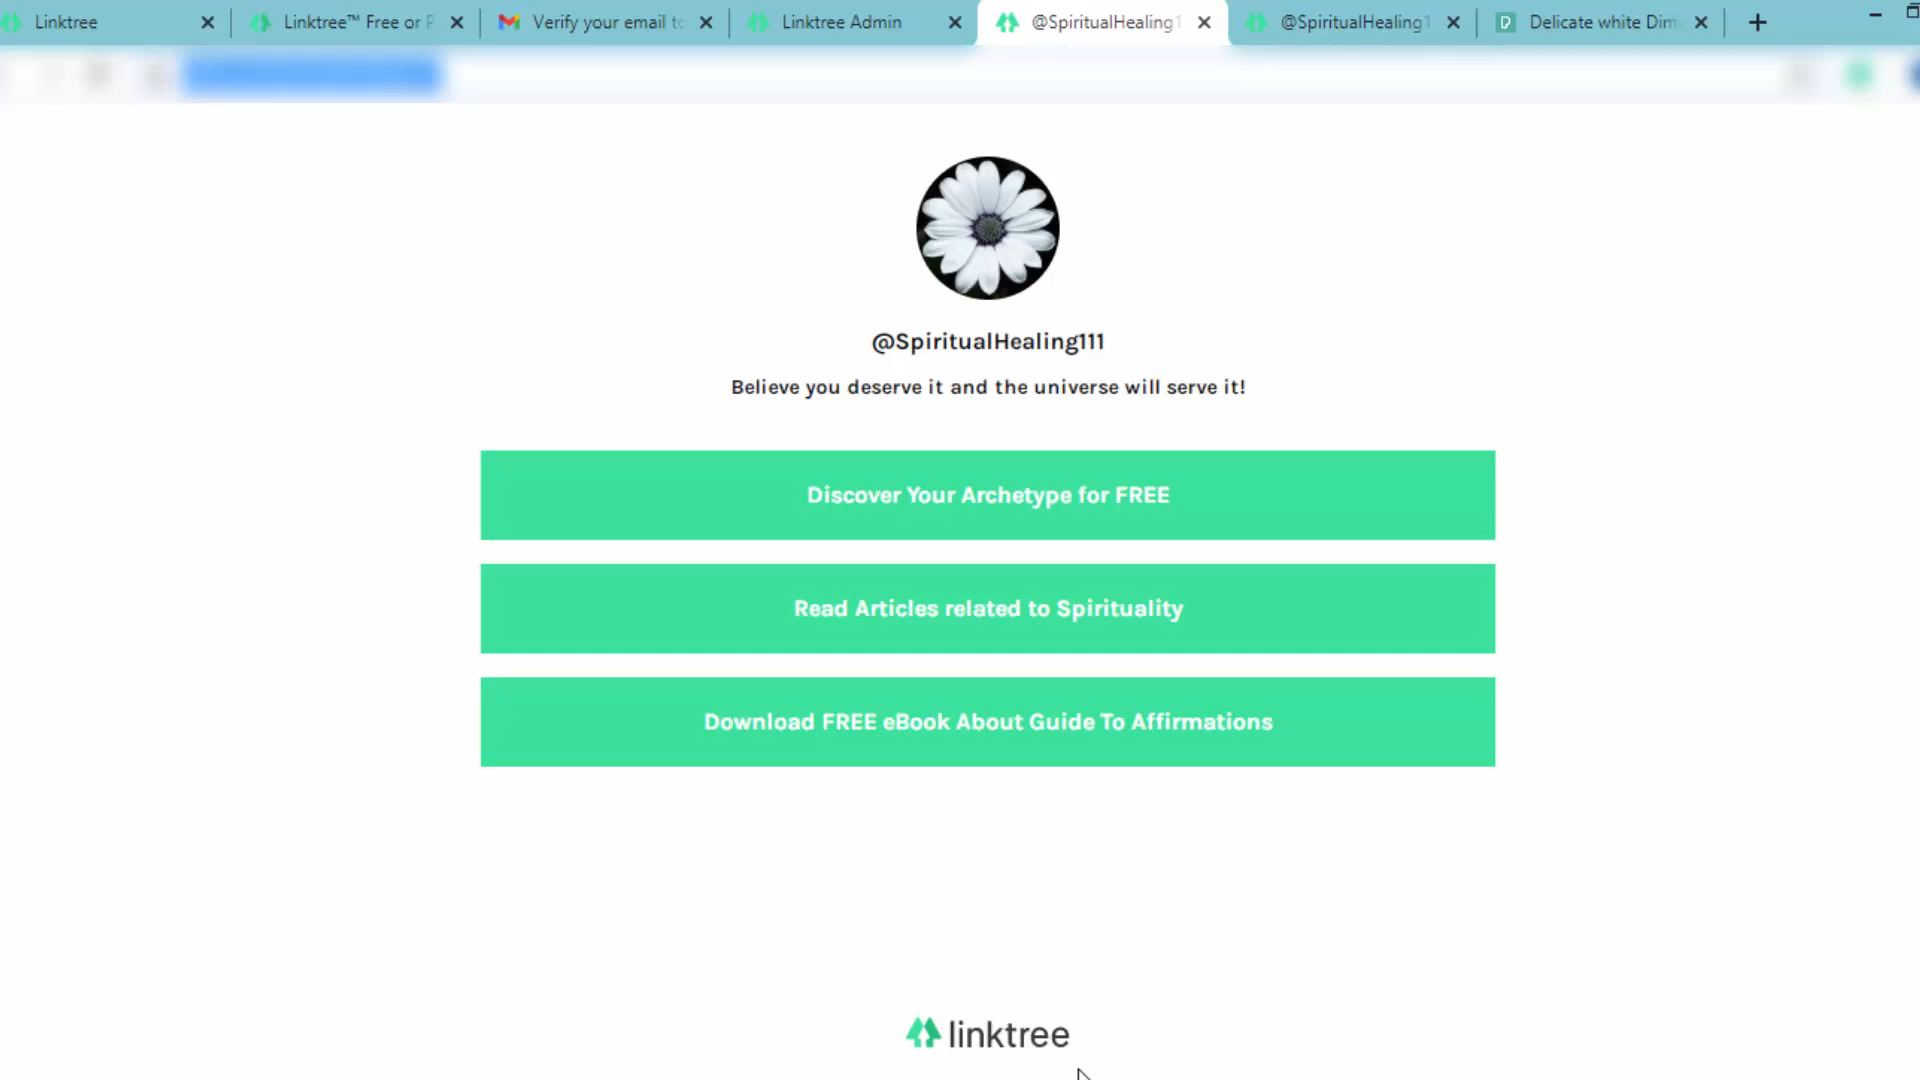 Linktree
Linktree™ Free or P
Verify your email to
Linktree Admin
@SpiritualHealing1
@SpiritualHealing1
Delicate white Dim
@SpiritualHealing111
Believe you deserve it and the universe will serve it!
Discover Your Archetype for FREE
Read Articles related to Spirituality
Download FREE eBook About Guide To Affirmations
linktree